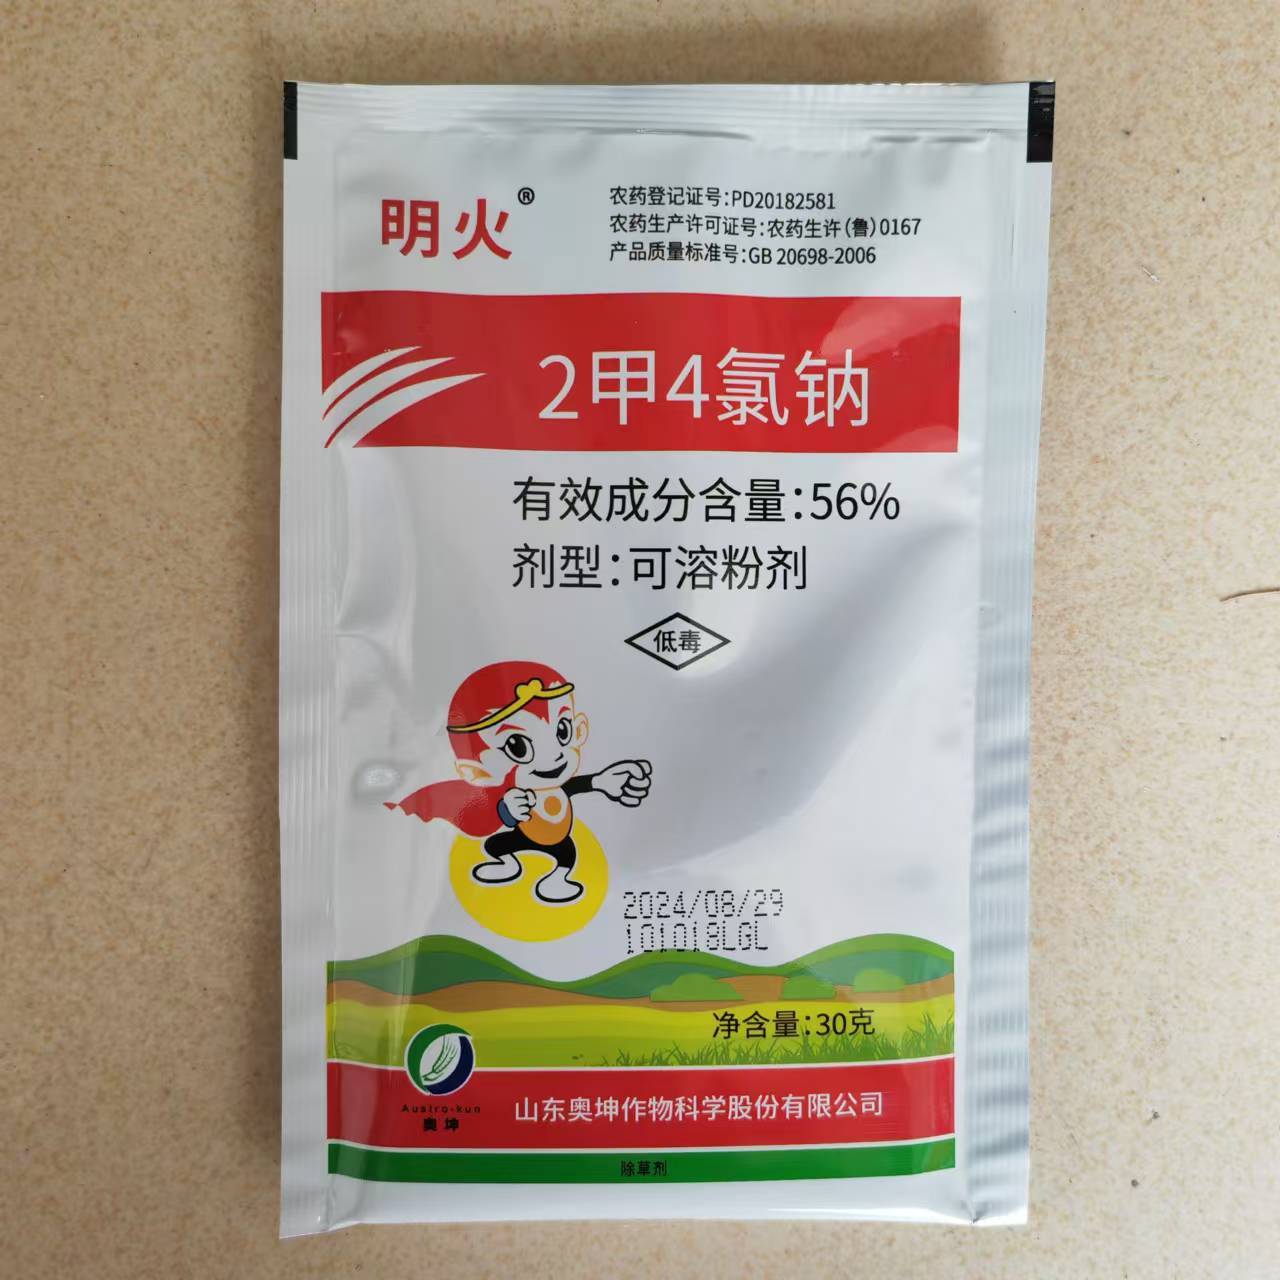 明火®
农药登记证号:PD20182581
农药生产许可证号:农药生许(鲁)0167
产品质量标准号:GB 20698-2006
2甲4氯钠
有效成分含量:56%
剂型:可溶粉剂
低毒
2024/08/29
101018LGL
净含量:30克
Austro-kun
奥坤
山东奥坤作物科学股份有限公司
除草剂